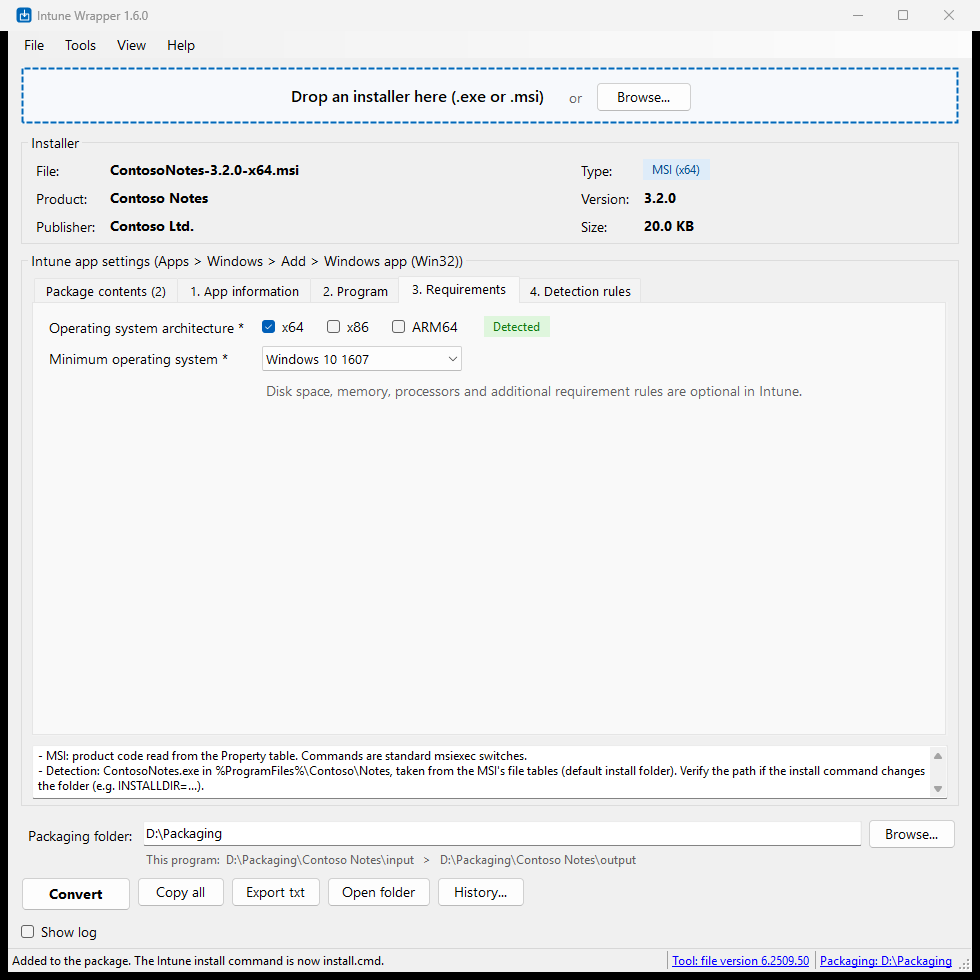 Intune Wrapper 1.6.0
File Tools View Help
Drop an installer here (.exe or .msi) or Browse...
Installer
File: ContosoNotes-3.2.0-x64.msi Type: MSI (x64)
Product: Contoso Notes Version: 3.2.0
Publisher: Contoso Ltd. Size: 20.0 KB
Intune app settings (Apps > Windows > Add > Windows app (Win32))
Package contents (2) 1. App information 2. Program 3. Requirements 4. Detection rules
Operating system architecture * x64 x86 ARM64 Detected
Minimum operating system * Windows 10 1607
Disk space, memory, processors and additional requirement rules are optional in Intune.
- MSI: product code read from the Property table. Commands are standard msiexec switches.
- Detection: ContosoNotes.exe in %ProgramFiles%\Contoso\Notes, taken from the MSI's file tables (default install folder). Verify the path if the install command changes
the folder (e.g. INSTALLDIR=...).
Packaging folder: D:\Packaging Browse...
This program: D:\Packaging\Contoso Notes\input > D:\Packaging\Contoso Notes\output
Convert Copy all Export txt Open folder History...
Show log
Added to the package. The Intune install command is now install.cmd. Tool: file version 6.2509.50 Packaging: D:\Packaging